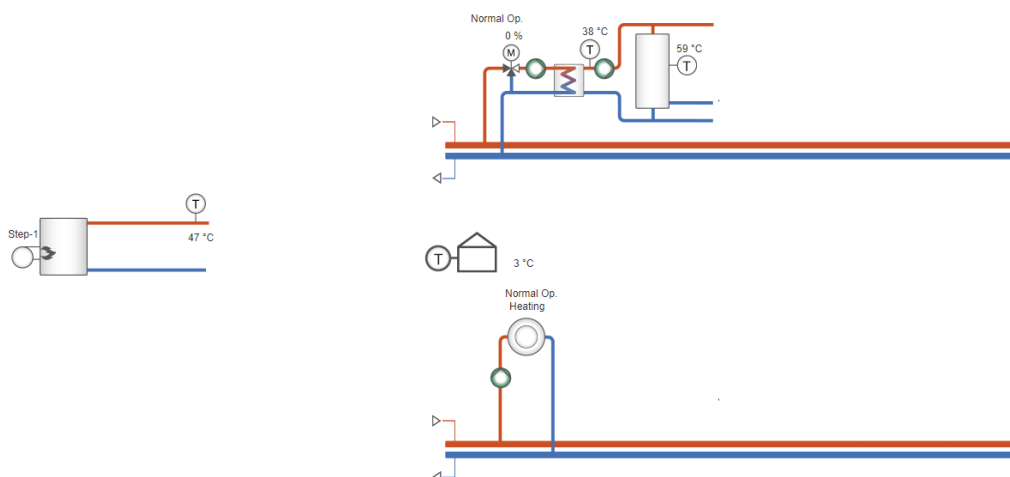 Normal Op.
0 %
M
38 °C
T
59 °C
T
T
Step-1
47 °C
T
3 °C
Normal Op.
Heating